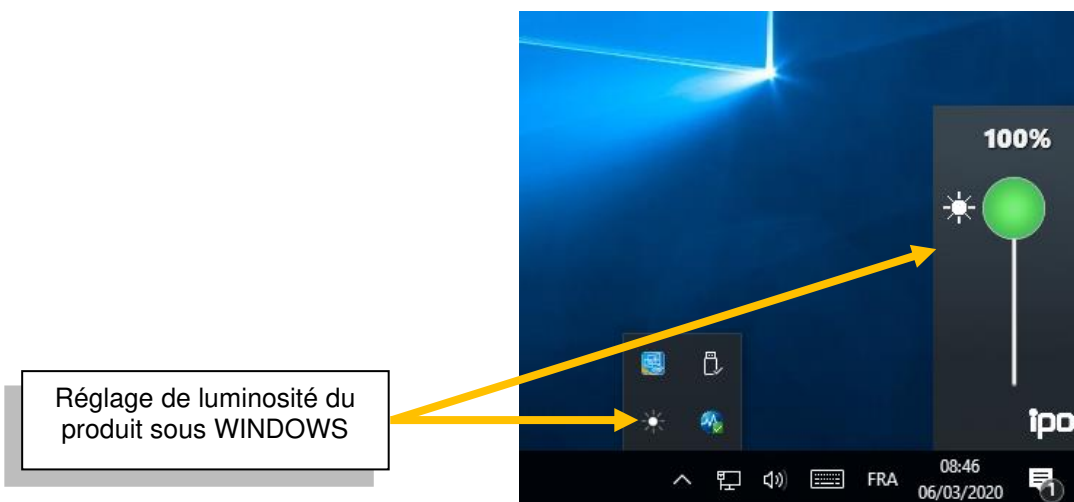 100%
Réglage de luminosité du
produit sous WINDOWS
ipo
FRA
08:46
06/03/2020
1